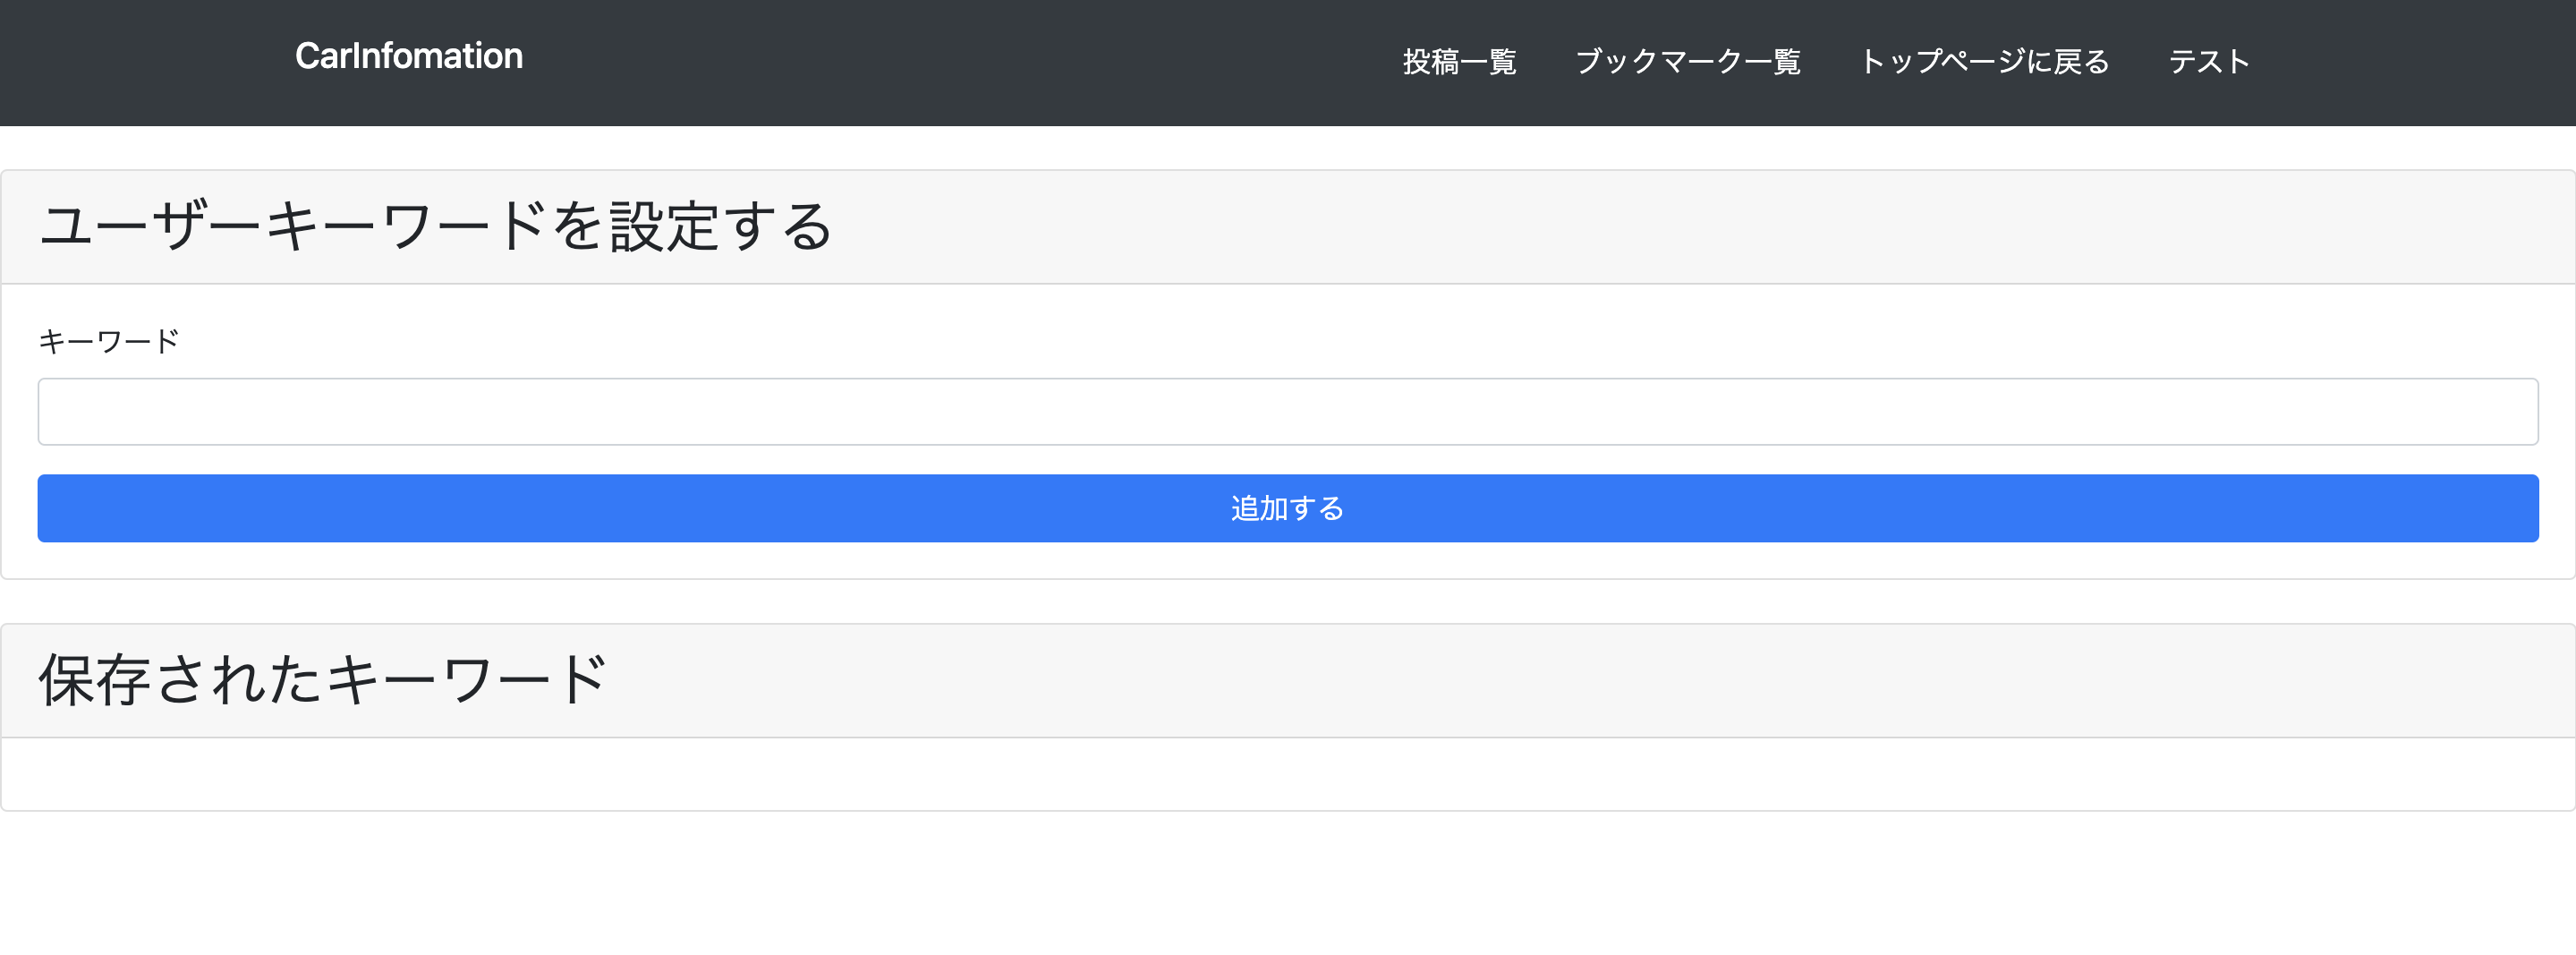 CarInfomation
投稿一覧 ブックマーク一覧 トップページに戻る テスト
ユーザーキーワードを設定する
キーワード
追加する
保存されたキーワード